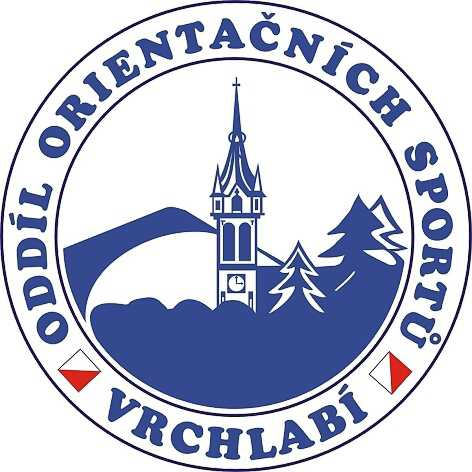 ODDÍL ORIENTAČNÍCH SPORTŮ
VRCHLABÍ